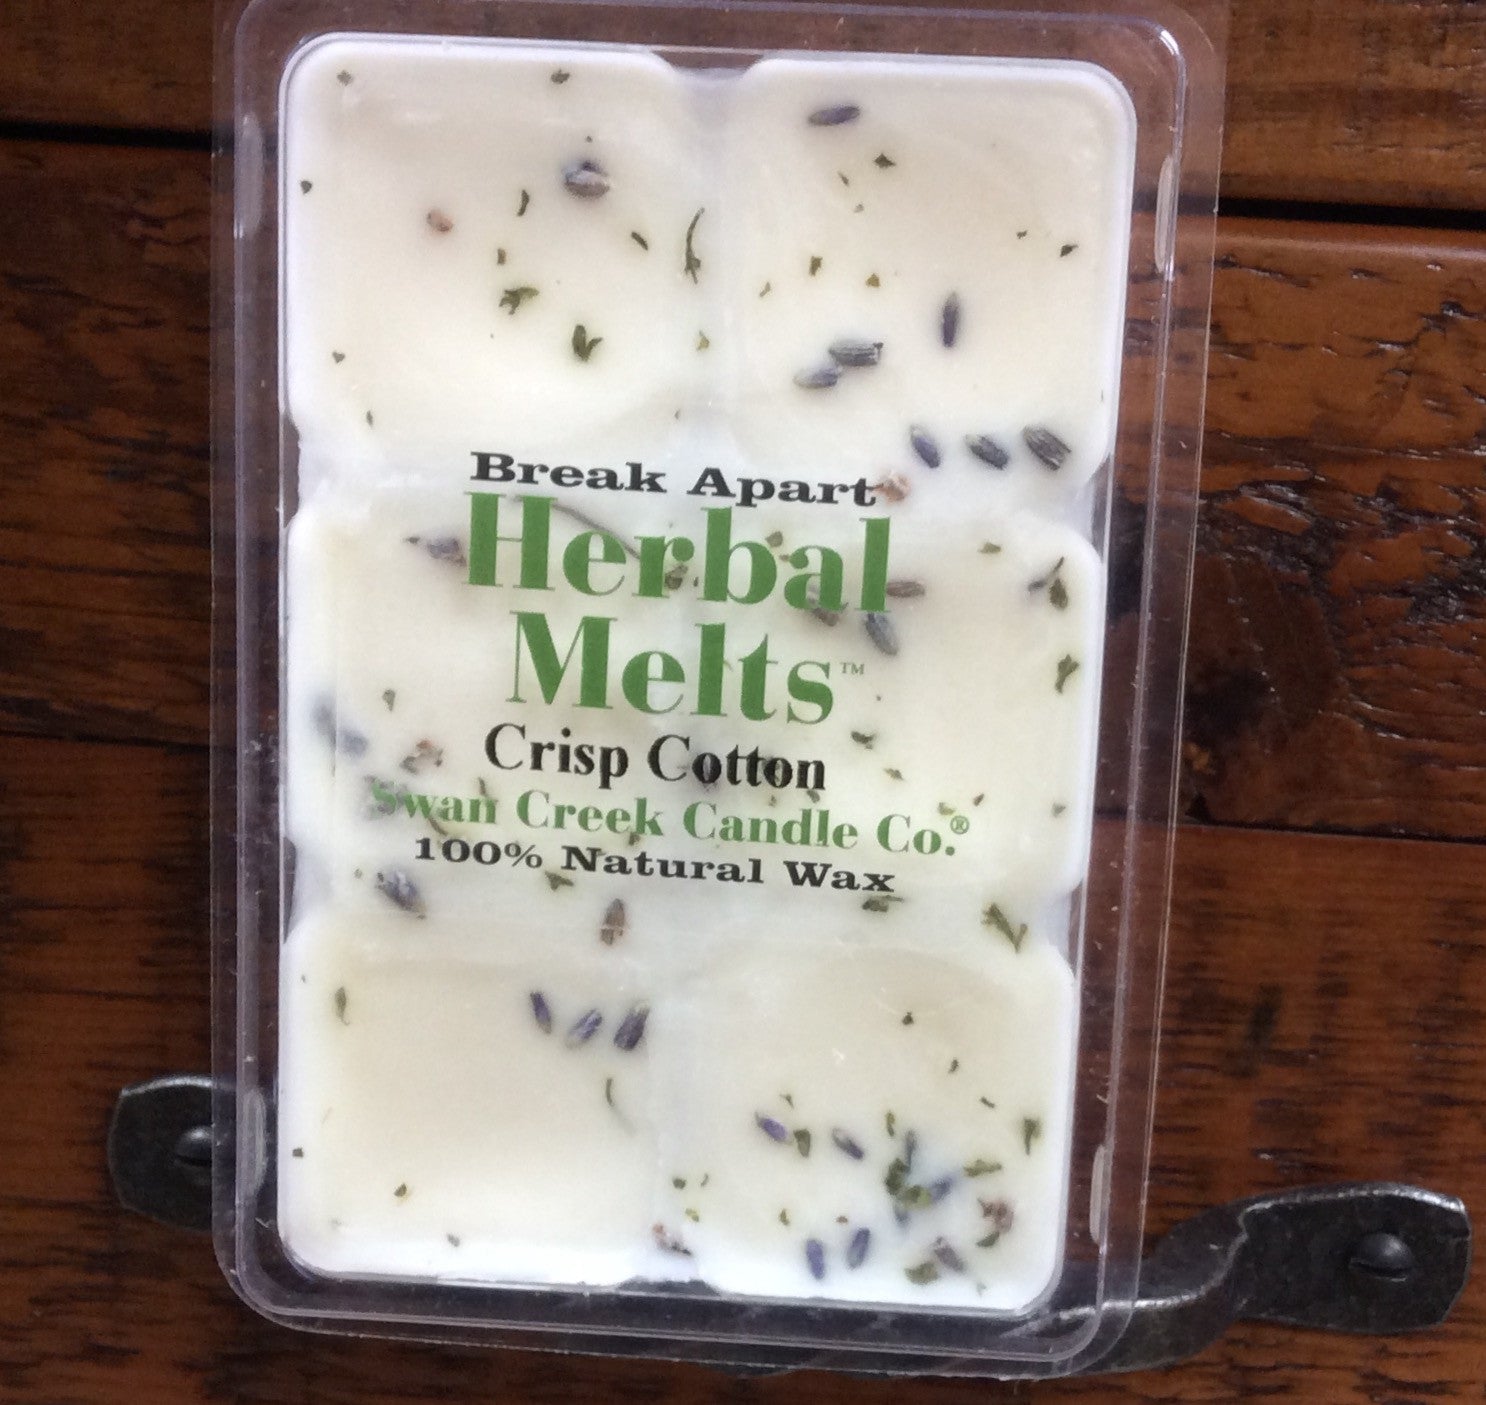 Break Apart
Herbal
Melts™
Crisp Cotton
Swan Creek Candle Co.®
100% Natural Wax